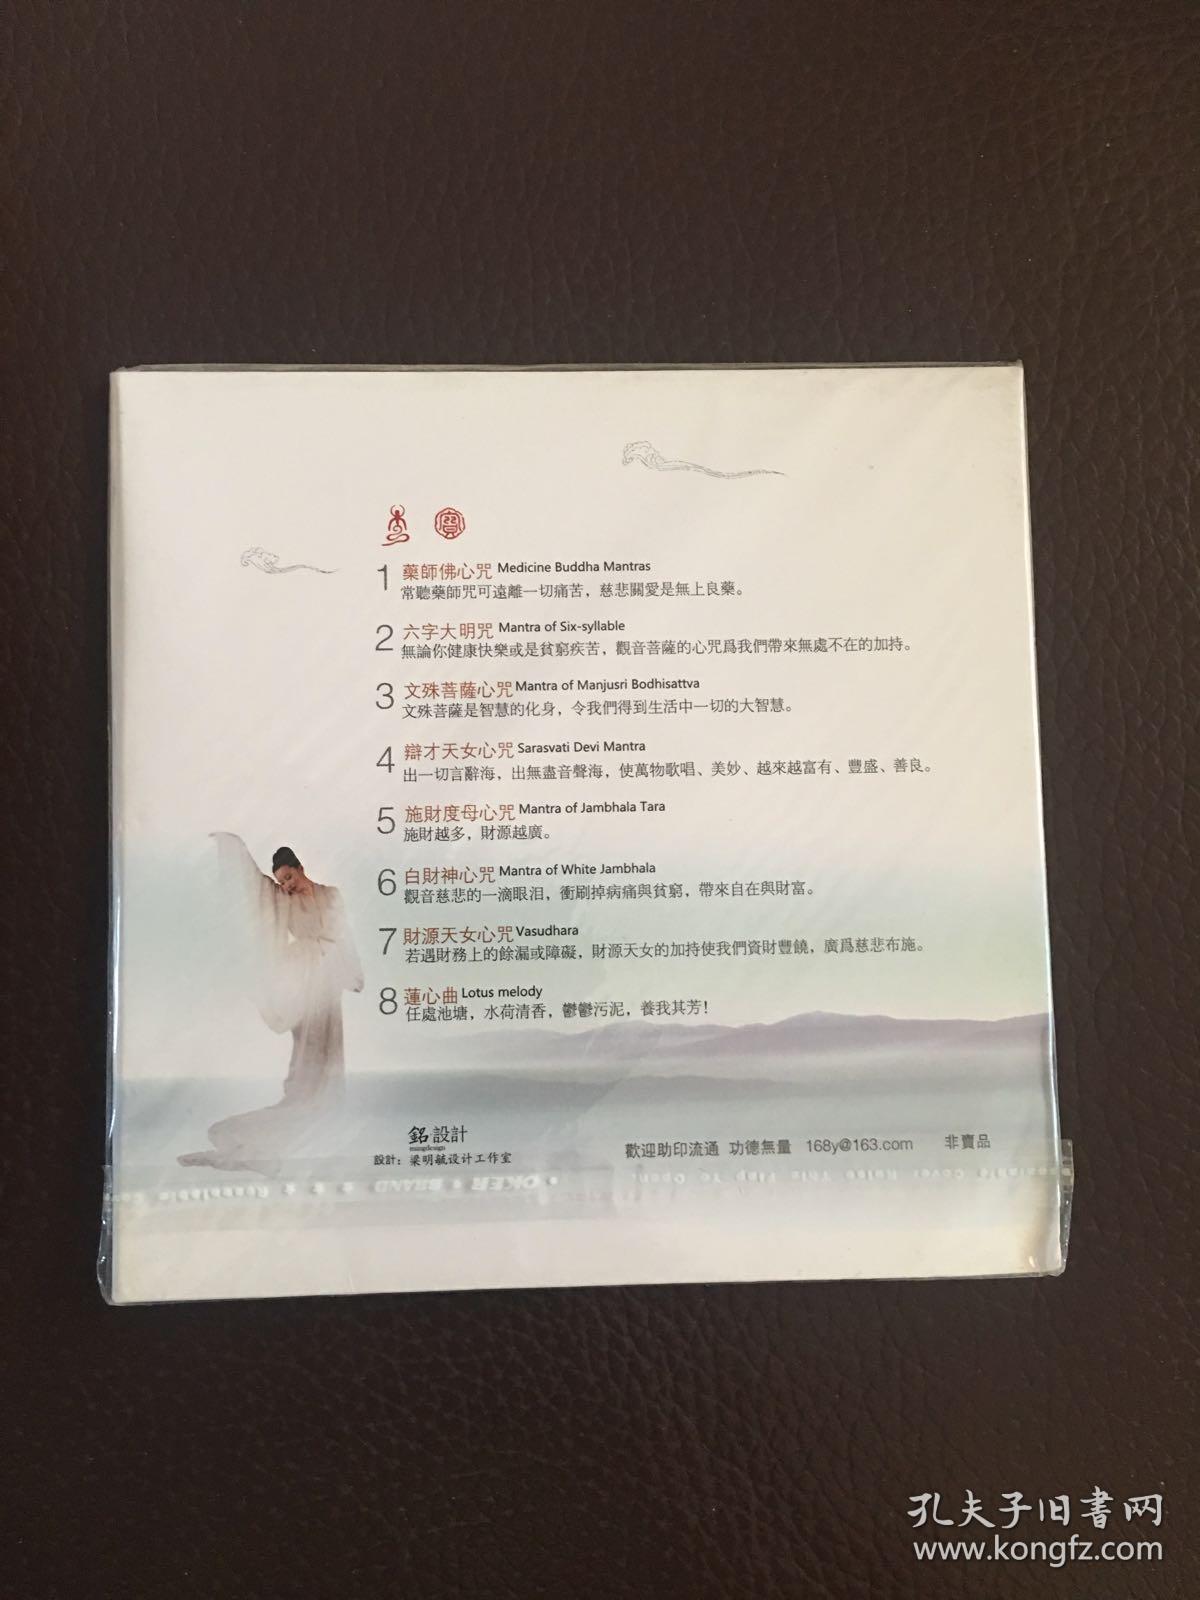 寶
1 藥師佛心咒 Medicine Buddha Mantras
常聽藥師咒可遠離一切痛苦，慈悲關愛是無上良藥。
2 六字大明咒 Mantra of Six-syllable
無論你健康快樂或是貧窮疾苦，觀音菩薩的心咒爲我們帶來無處不在的加持。
3 文殊菩薩心咒 Mantra of Manjusri Bodhisattva
文殊菩薩是智慧的化身，令我們得到生活中一切的大智慧。
4 辯才天女心咒 Sarasvati Devi Mantra
出一切言辭海，出無盡音聲海，使萬物歌唱、美妙、越來越富有、豐盛、善良。
5 施財度母心咒 Mantra of Jambhala Tara
施財越多，財源越廣。
6 白財神心咒 Mantra of White Jambhala
觀音慈悲的一滴眼泪，衝刷掉病痛與貧窮，帶來自在與財富。
7 財源天女心咒 Vasudhara
若遇財務上的餘漏或障礙，財源天女的加持使我們資財豐饒，廣爲慈悲布施。
8 蓮心曲 Lotus melody
任處池塘，水荷清香，鬱鬱污泥，養我其芳！
銘設計
mingdesign
設計：梁明毓设计工作室
歡迎助印流通 功德無量 168y@163.com 非賣品
OKER BRAND ★ ★ ★ Resealable Cover Raise This Flap To Open
孔夫子旧书网
www.kongfz.com